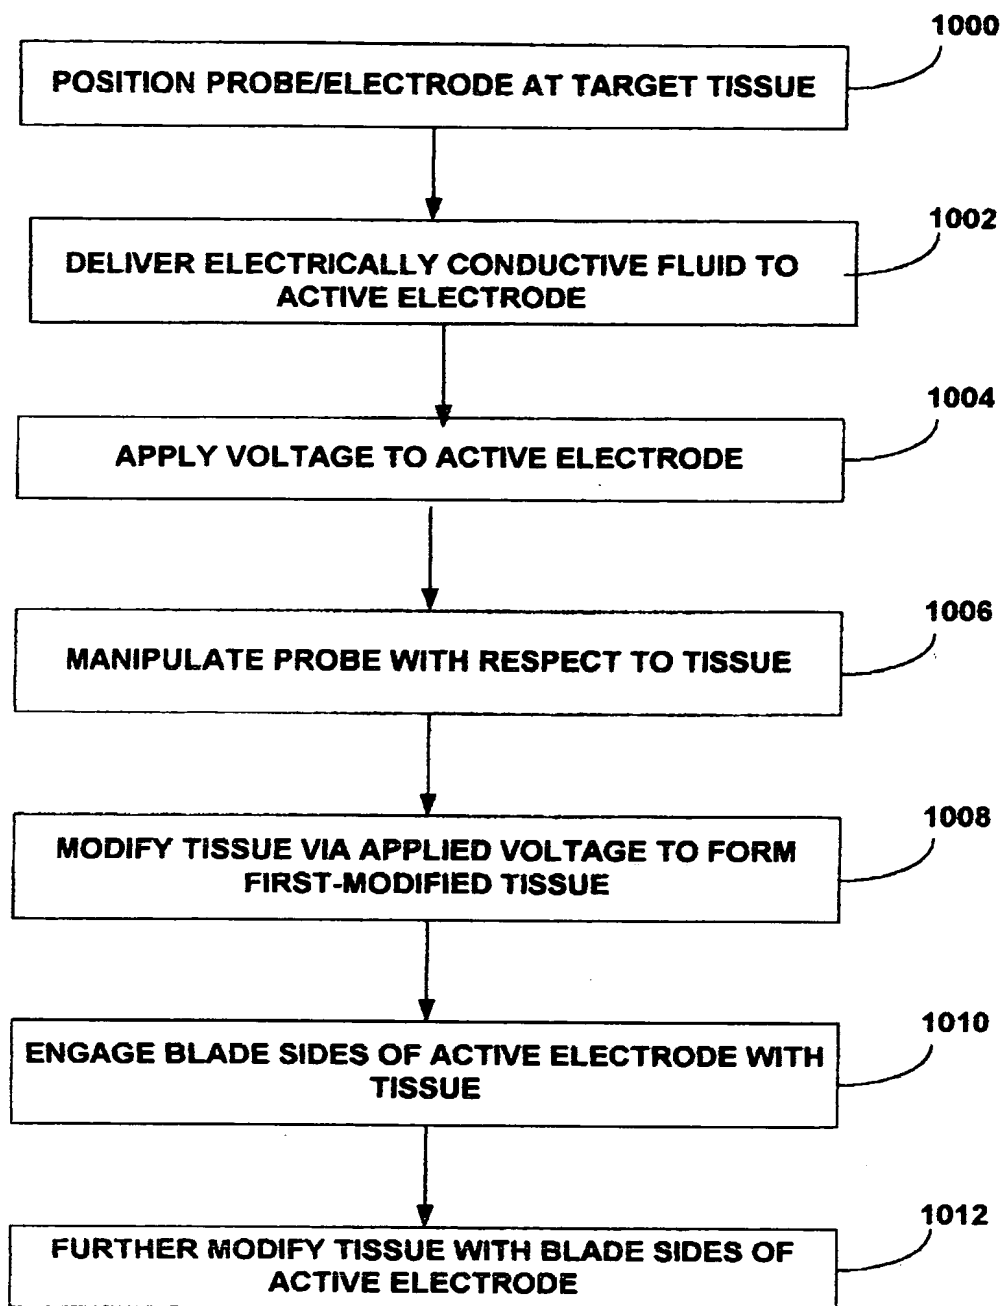 1000
POSITION PROBE/ELECTRODE AT TARGET TISSUE
1002
DELIVER ELECTRICALLY CONDUCTIVE FLUID TO
ACTIVE ELECTRODE
1004
APPLY VOLTAGE TO ACTIVE ELECTRODE
1006
MANIPULATE PROBE WITH RESPECT TO TISSUE
1008
MODIFY TISSUE VIA APPLIED VOLTAGE TO FORM
FIRST-MODIFIED TISSUE
1010
ENGAGE BLADE SIDES OF ACTIVE ELECTRODE WITH
TISSUE
1012
FURTHER MODIFY TISSUE WITH BLADE SIDES OF
ACTIVE ELECTRODE